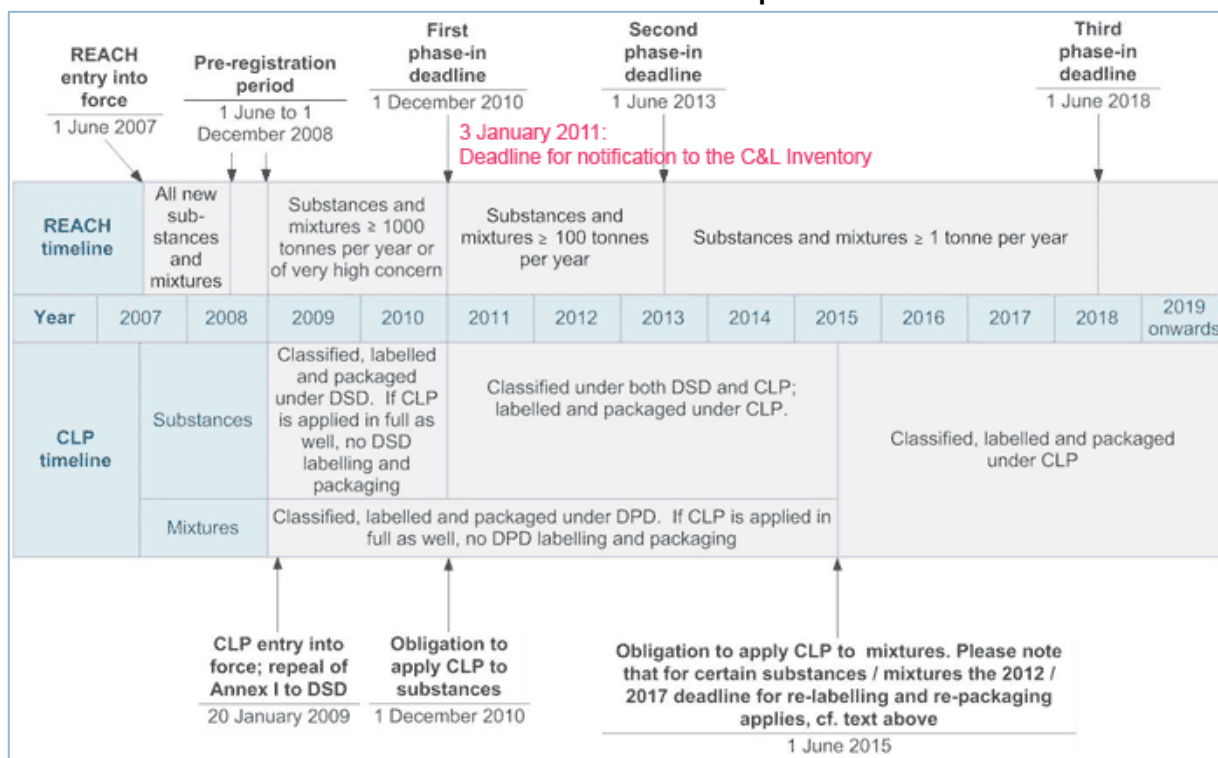 REACH
entry into
force
1 June 2007
Pre-registration
period
1 June to 1
December 2008
First
phase-in
deadline
1 December 2010
Second
phase-in
deadline
1 June 2013
Third
phase-in
deadline
1 June 2018
3 January 2011:
Deadline for notification to the C&L Inventory
REACH
timeline
All new
sub-
stances
and
mixtures
Substances and
mixtures ≥ 1000
tonnes per year or
of very high concern
Substances and
mixtures ≥ 100 tonnes
per year
Substances and mixtures ≥ 1 tonne per year
Year
2007
2008
2009
2010
2011
2012
2013
2014
2015
2016
2017
2018
2019
onwards
CLP
timeline
Substances
Classified, labelled
and packaged
under DSD. If CLP
is applied in full as
well, no DSD
labelling and
packaging
Classified under both DSD and CLP;
labelled and packaged under CLP.
Classified, labelled and packaged
under CLP
Mixtures
Classified, labelled and packaged under DPD. If CLP is applied in
full as well, no DPD labelling and packaging
CLP entry into
force; repeal of
Annex I to DSD
20 January 2009
Obligation to
apply CLP to
substances
1 December 2010
Obligation to apply CLP to mixtures. Please note
that for certain substances / mixtures the 2012 /
2017 deadline for re-labelling and re-packaging
applies, cf. text above
1 June 2015